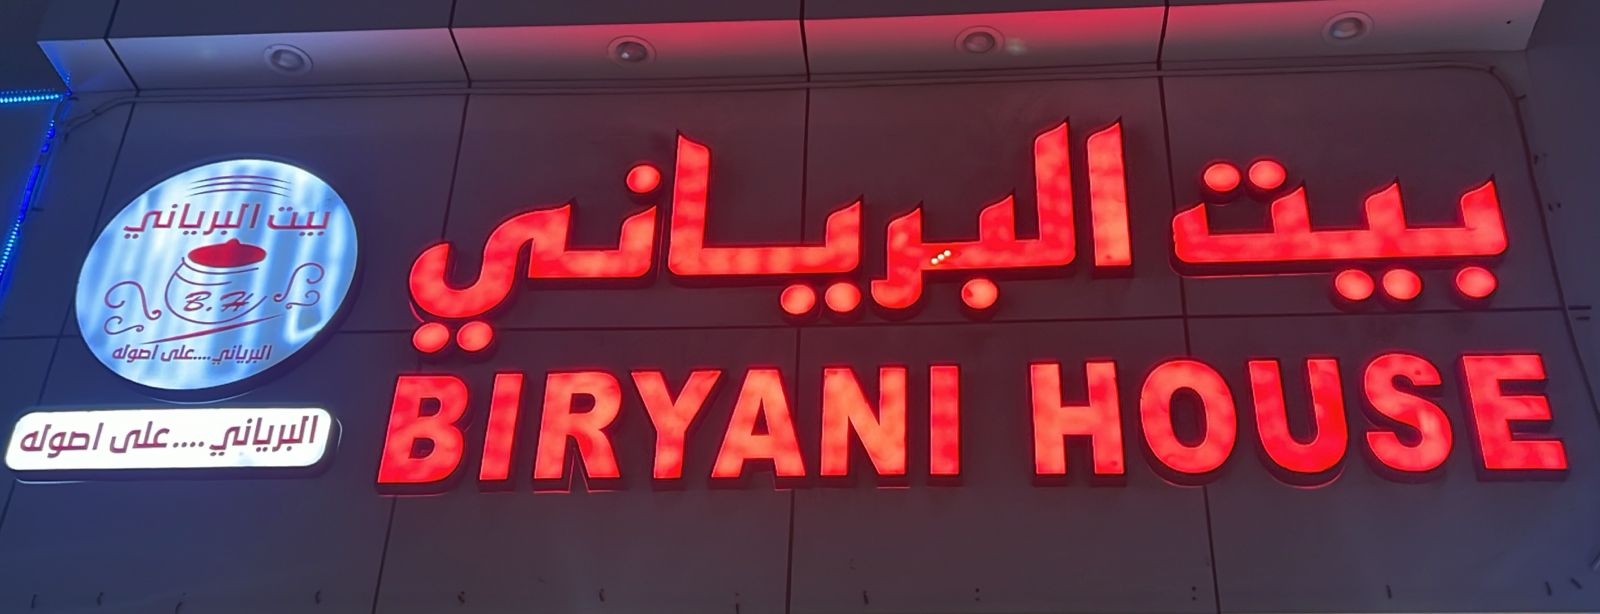 بيت البرياني
BIRYANI HOUSE
بيت البرياني
B.H
البرياني....على اصوله
البرياني....على اصوله